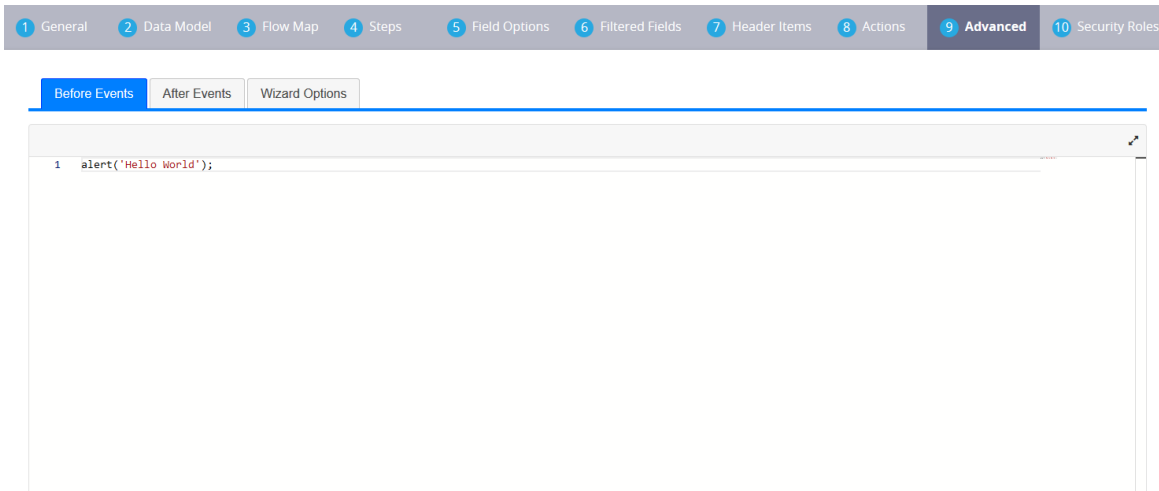 1 General 2 Data Model 3 Flow Map 4 Steps 5 Field Options 6 Filtered Fields 7 Header Items 8 Actions 9 Advanced 10 Security Roles
Before Events After Events Wizard Options
1 alert('Hello World');